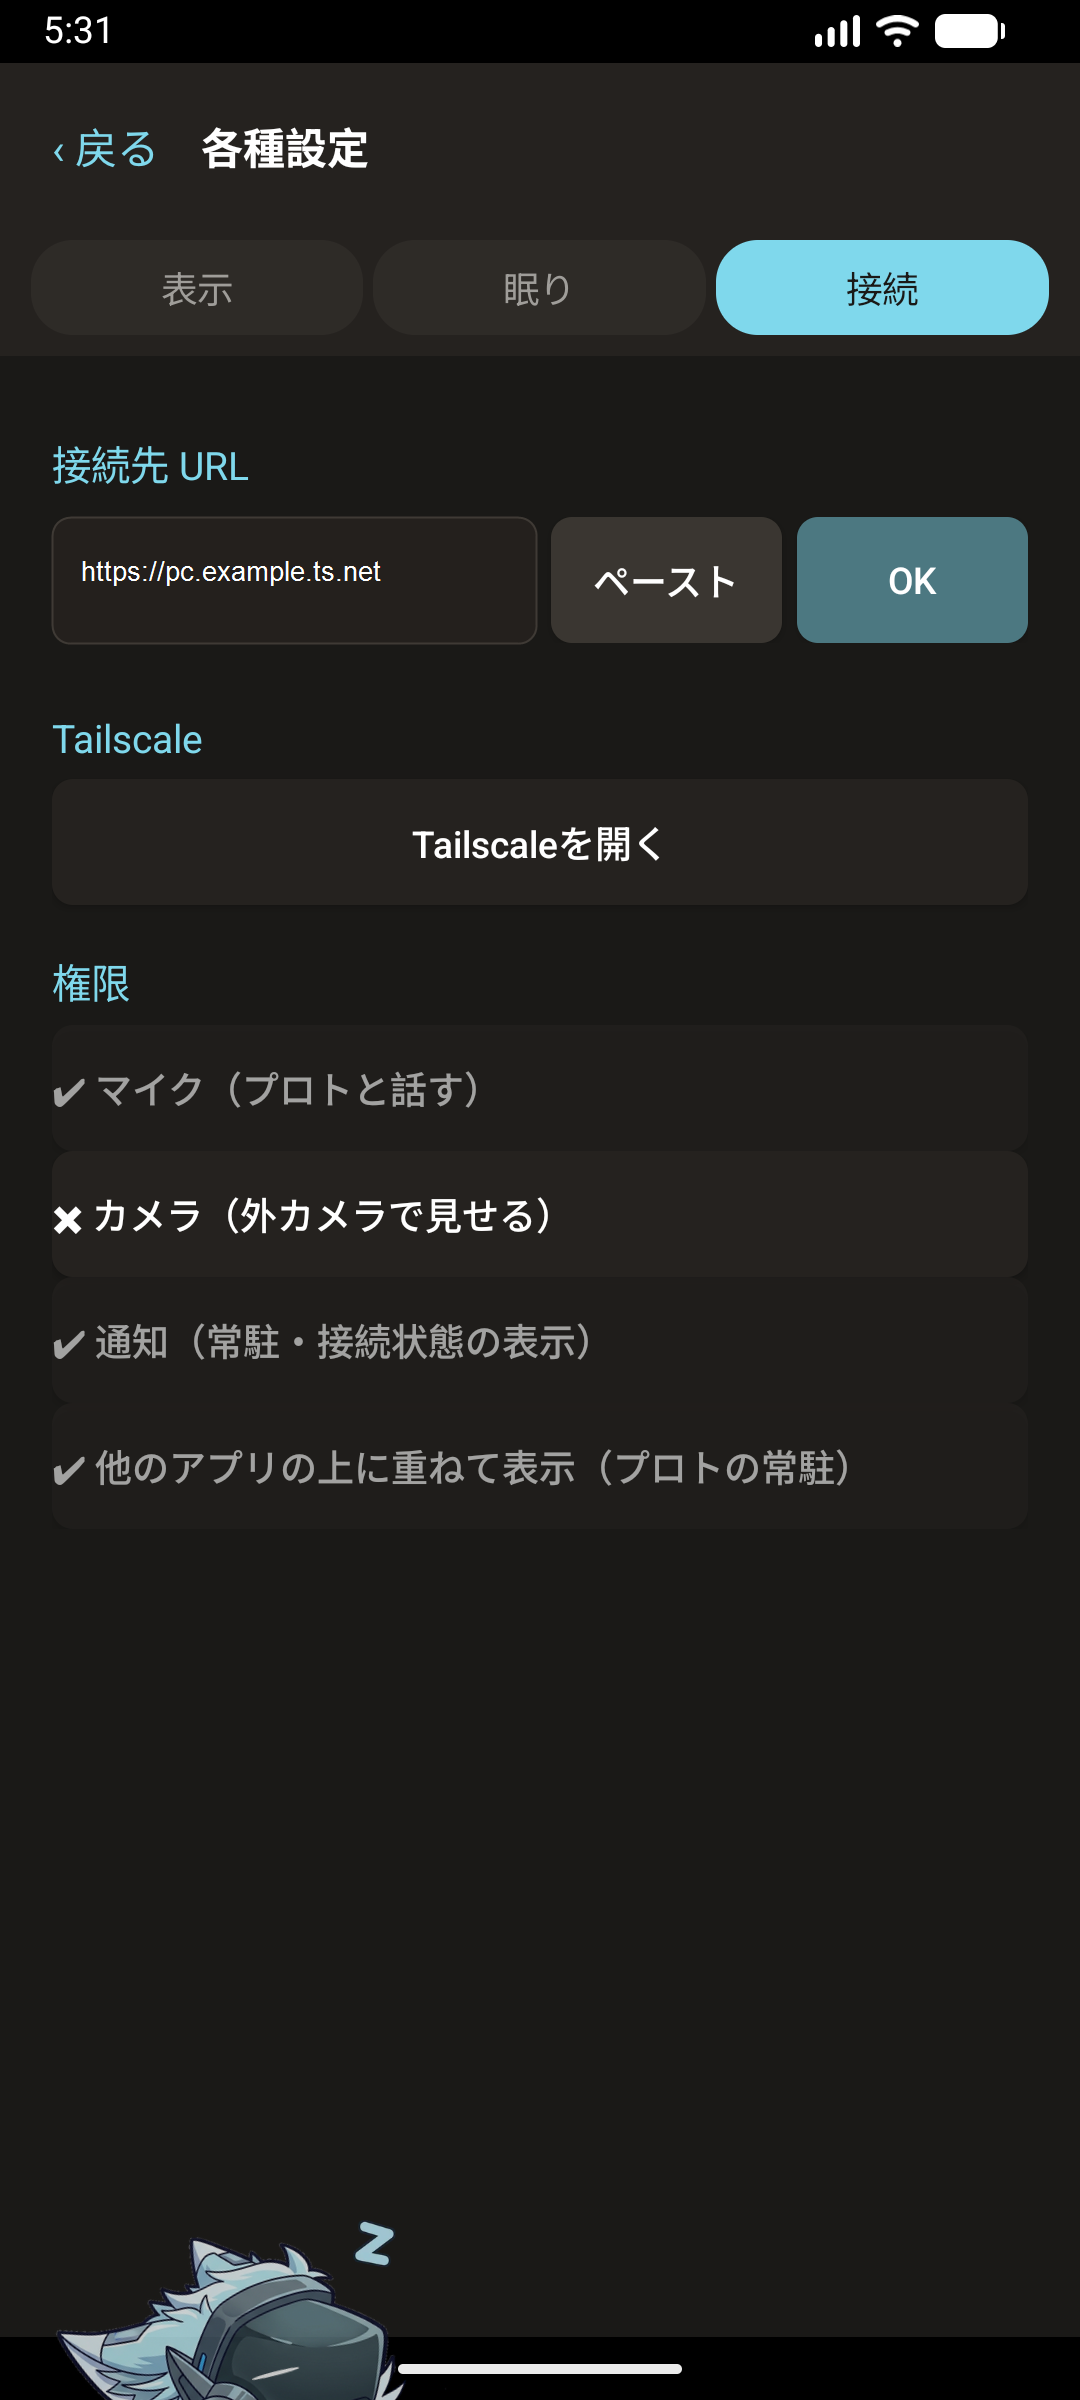 5:31
‹ 戻る 各種設定
表示 眠り 接続
接続先 URL
https://pc.example.ts.net ペースト OK
Tailscale
Tailscaleを開く
権限
✔ マイク（プロトと話す）
✖ カメラ（外カメラで見せる）
✔ 通知（常駐・接続状態の表示）
✔ 他のアプリの上に重ねて表示（プロトの常駐）
z